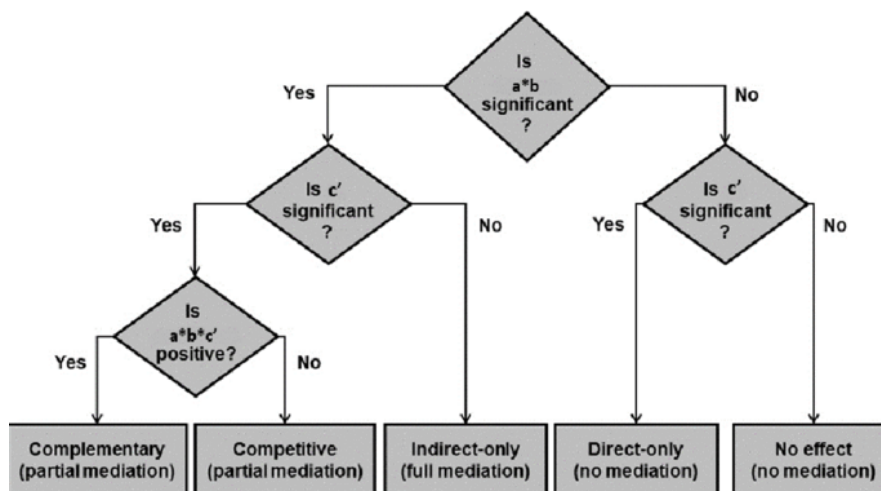 Is
a*b
significant
?
Yes
No
Is c'
significant
?
Is c'
significant
?
Yes
No
Yes
No
Is
a*b*c'
positive?
Yes
No
Complementary
(partial mediation)
Competitive
(partial mediation)
Indirect-only
(full mediation)
Direct-only
(no mediation)
No effect
(no mediation)